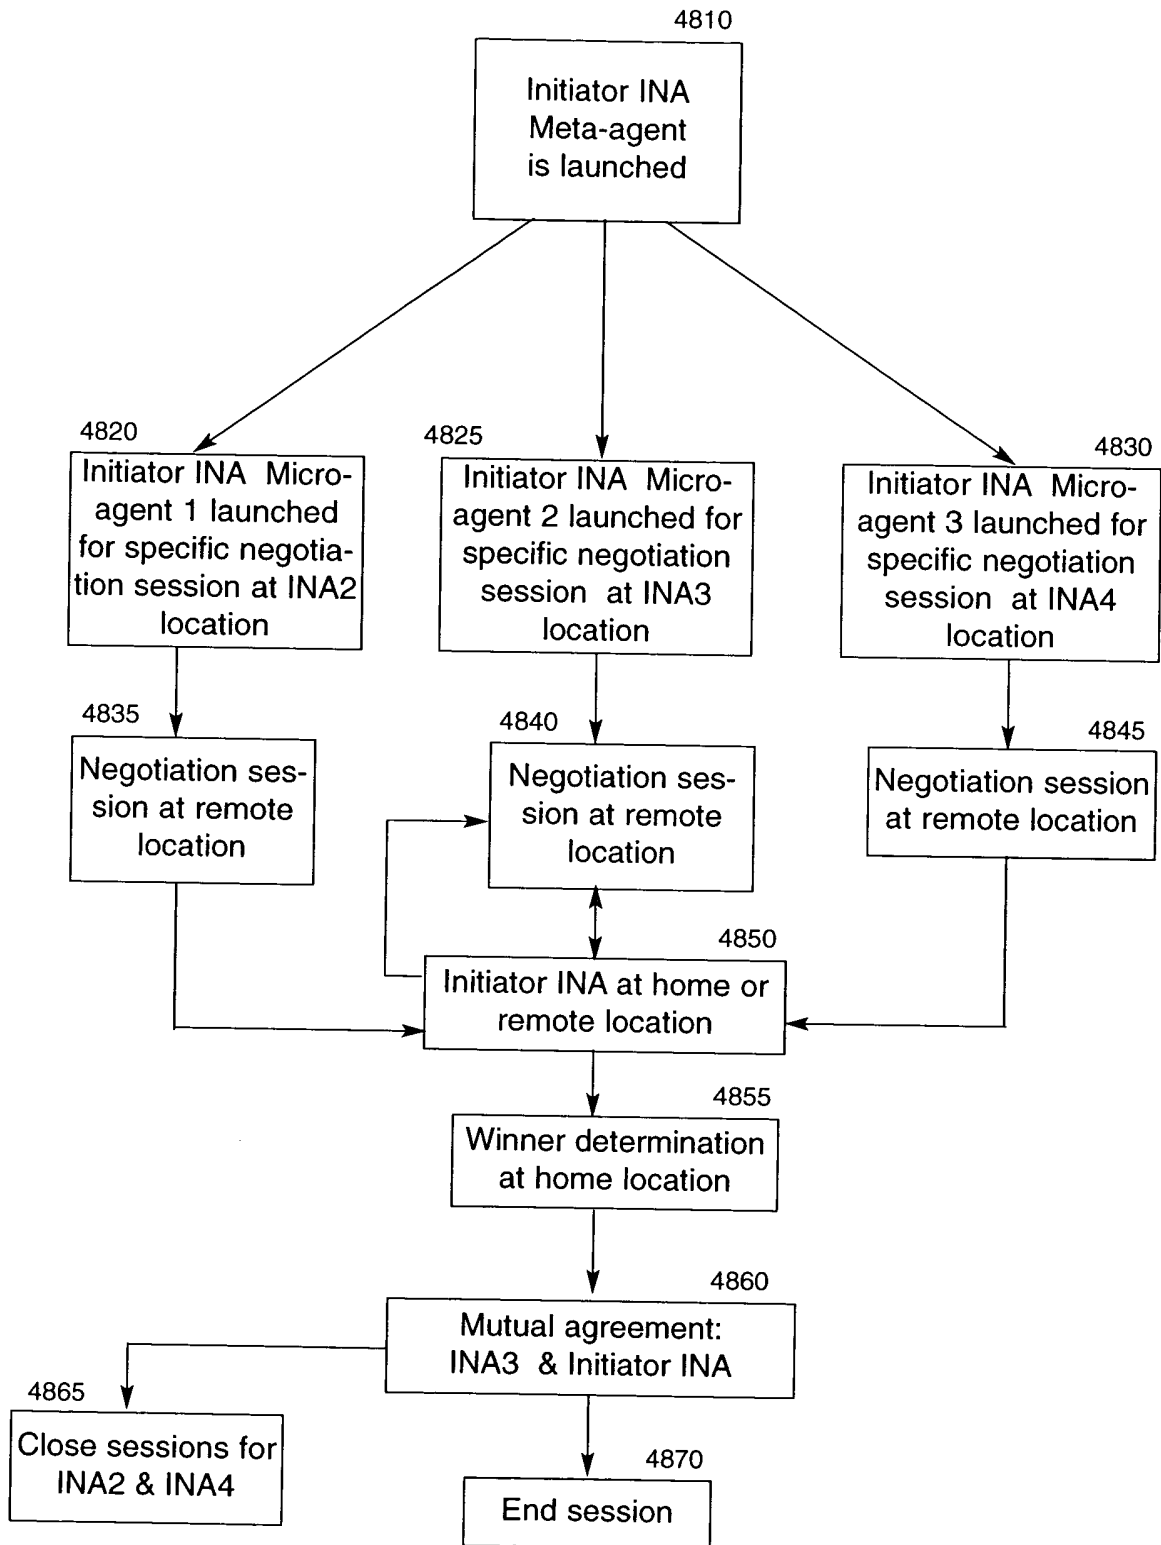 4810
Initiator INA
Meta-agent
is launched
4820
Initiator INA Micro-
agent 1 launched
for specific negotia-
tion session at INA2
location
4825
Initiator INA Micro-
agent 2 launched for
specific negotiation
session at INA3
location
4830
Initiator INA Micro-
agent 3 launched for
specific negotiation
session at INA4
location
4835
Negotiation ses-
sion at remote
location
4840
Negotiation ses-
sion at remote
location
4845
Negotiation session
at remote location
4850
Initiator INA at home or
remote location
4855
Winner determination
at home location
4860
Mutual agreement:
INA3 & Initiator INA
4865
Close sessions for
INA2 & INA4
4870
End session